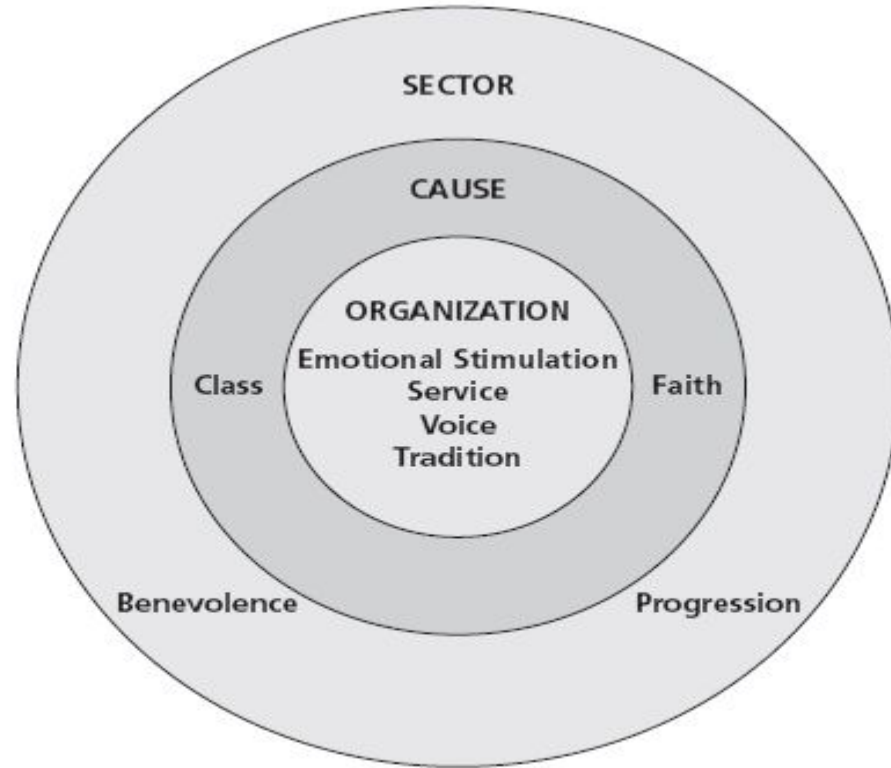 SECTOR
CAUSE
ORGANIZATION
Emotional Stimulation
Service
Voice
Tradition
Class
Faith
Benevolence
Progression